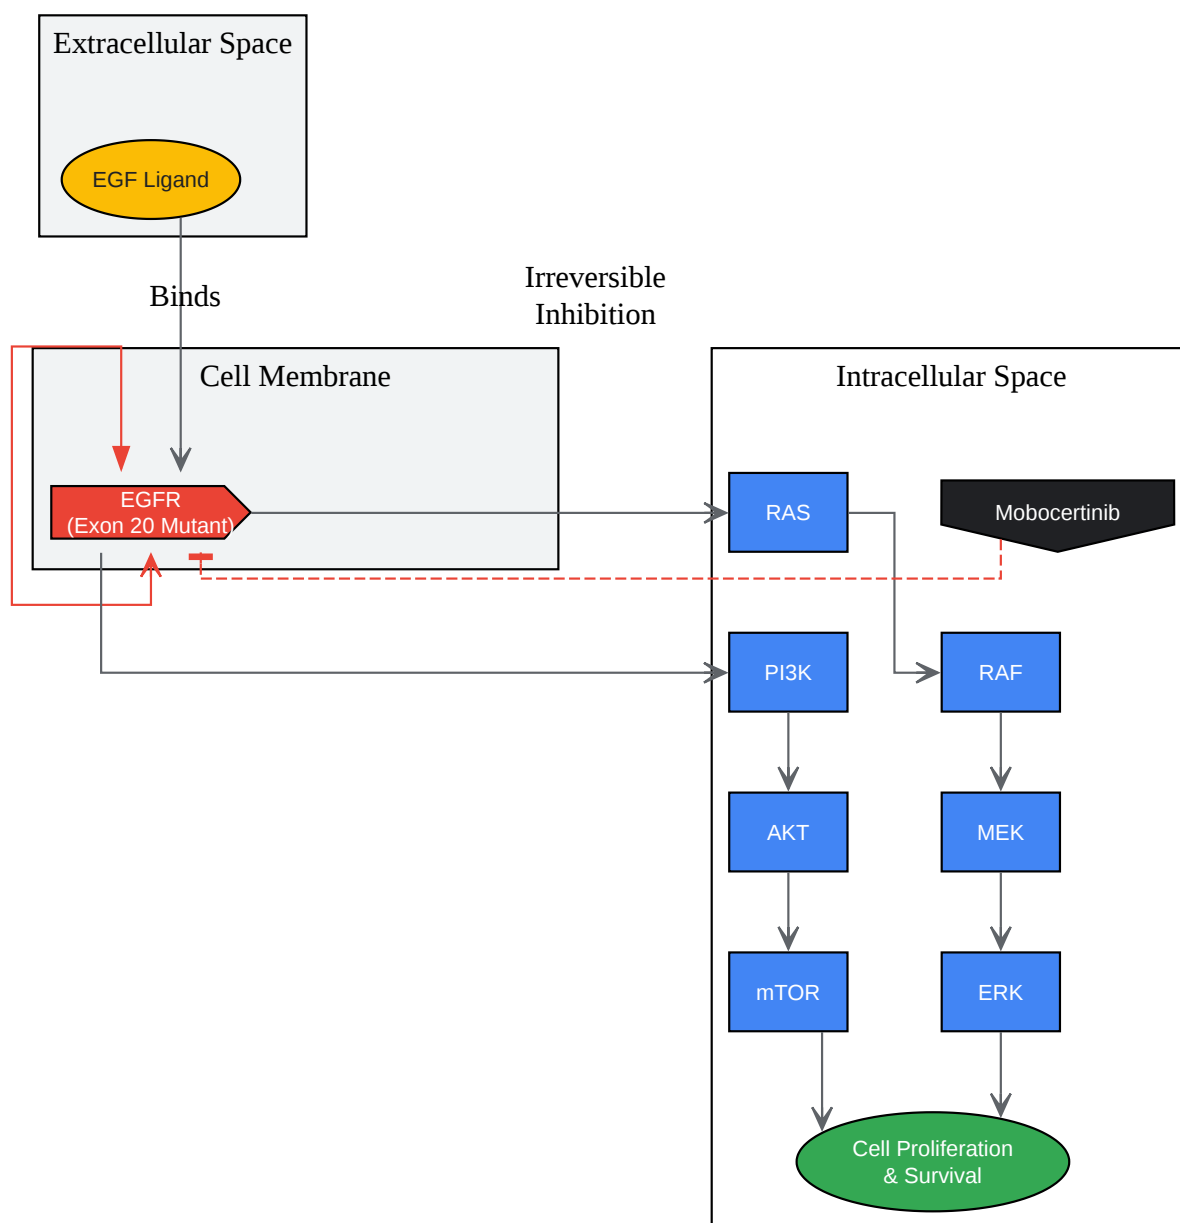 Extracellular Space
EGF Ligand
Binds
Irreversible
Inhibition
Cell Membrane
Intracellular Space
EGFR
(Exon 20 Mutant)
RAS
Mobocertinib
PI3K
RAF
AKT
MEK
mTOR
ERK
Cell Proliferation
& Survival